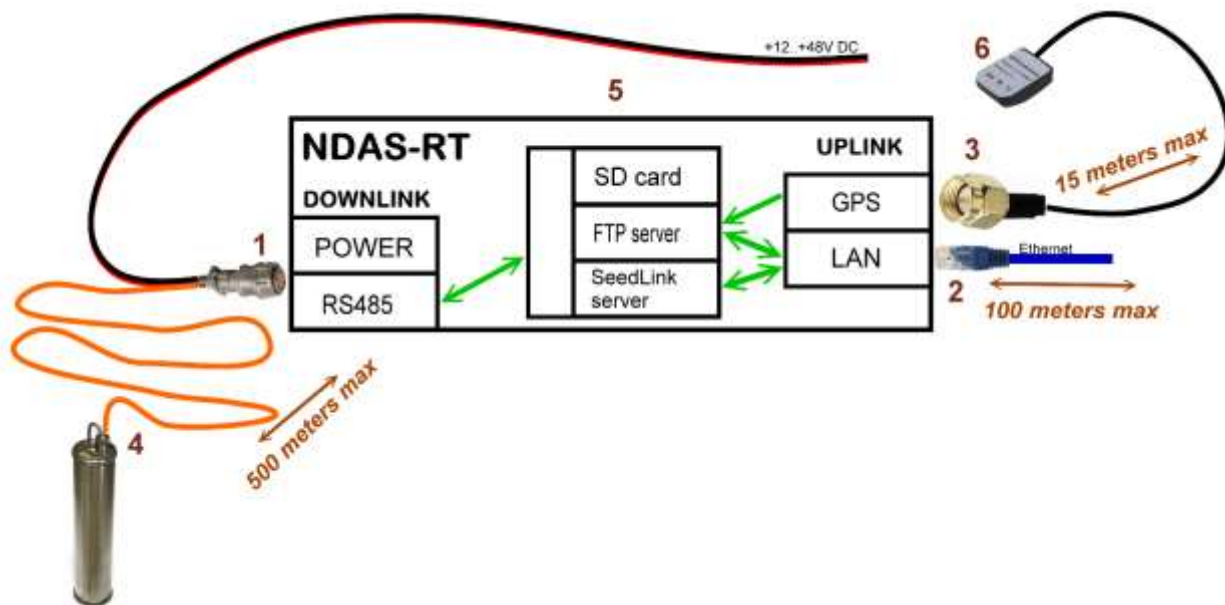 +12..+48V DC
6
5
NDAS-RT
UPLINK
3
15 meters max
SD card
DOWNLINK
GPS
FTP server
1
POWER
LAN
Ethernet
SeedLink
server
RS485
2
100 meters max
500 meters max
4